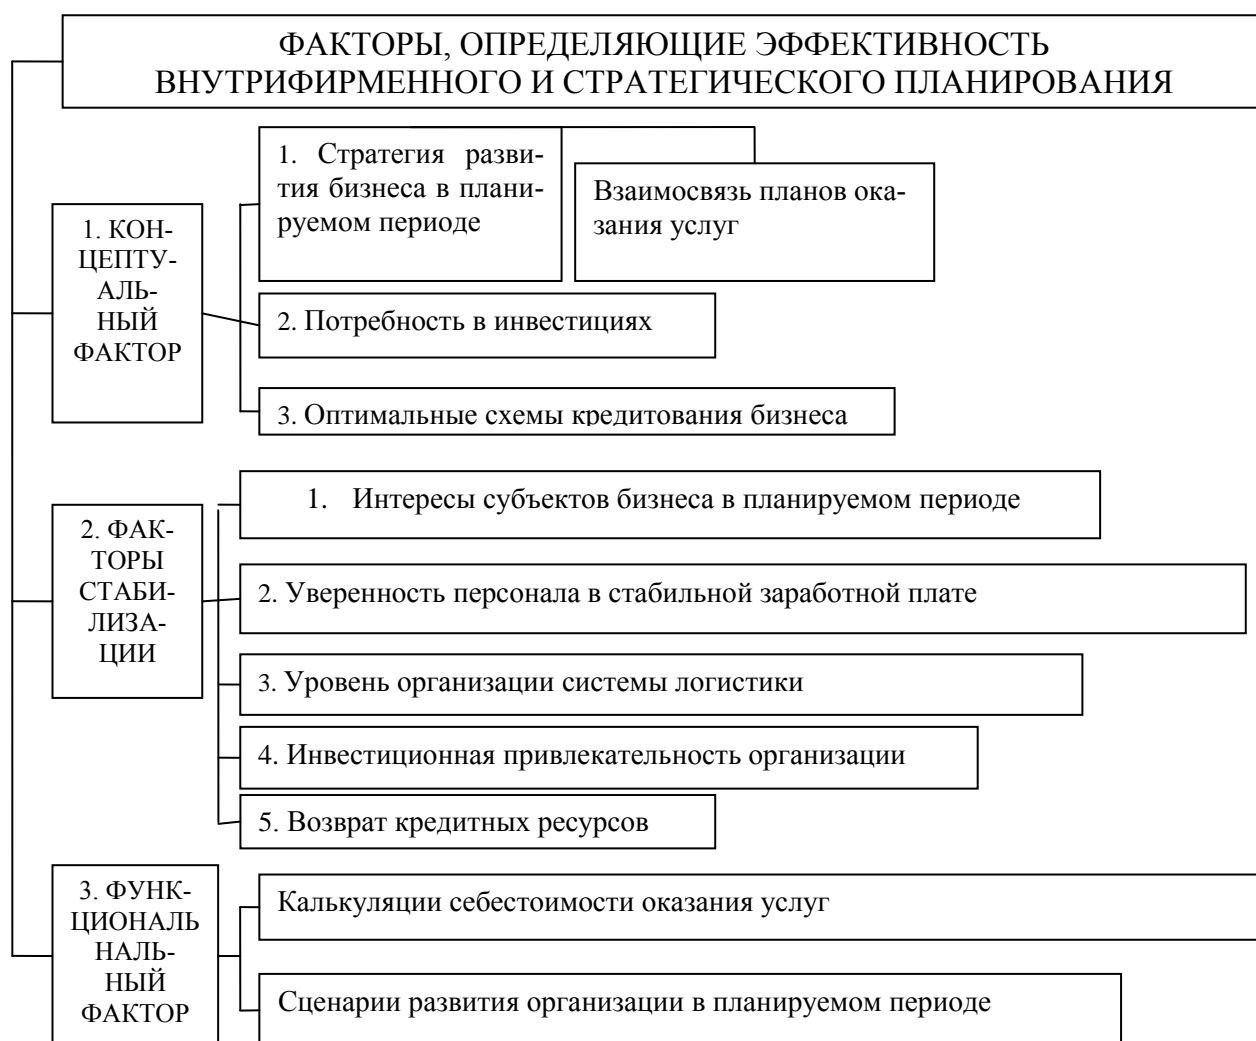 ФАКТОРЫ, ОПРЕДЕЛЯЮЩИЕ ЭФФЕКТИВНОСТЬ
ВНУТРИФИРМЕННОГО И СТРАТЕГИЧЕСКОГО ПЛАНИРОВАНИЯ
1. КОН-
ЦЕПТУ-
АЛЬ-
НЫЙ
ФАКТОР
1. Стратегия разви-
тия бизнеса в плани-
руемом периоде
Взаимосвязь планов ока-
зания услуг
2. Потребность в инвестициях
3. Оптимальные схемы кредитования бизнеса
2. ФАК-
ТОРЫ
СТАБИ-
ЛИЗА-
ЦИИ
1. Интересы субъектов бизнеса в планируемом периоде
2. Уверенность персонала в стабильной заработной плате
3. Уровень организации системы логистики
4. Инвестиционная привлекательность организации
5. Возврат кредитных ресурсов
3. ФУНК-
ЦИОНАЛЬ
НАЛЬ-
НЫЙ
ФАКТОР
Калькуляции себестоимости оказания услуг
Сценарии развития организации в планируемом периоде